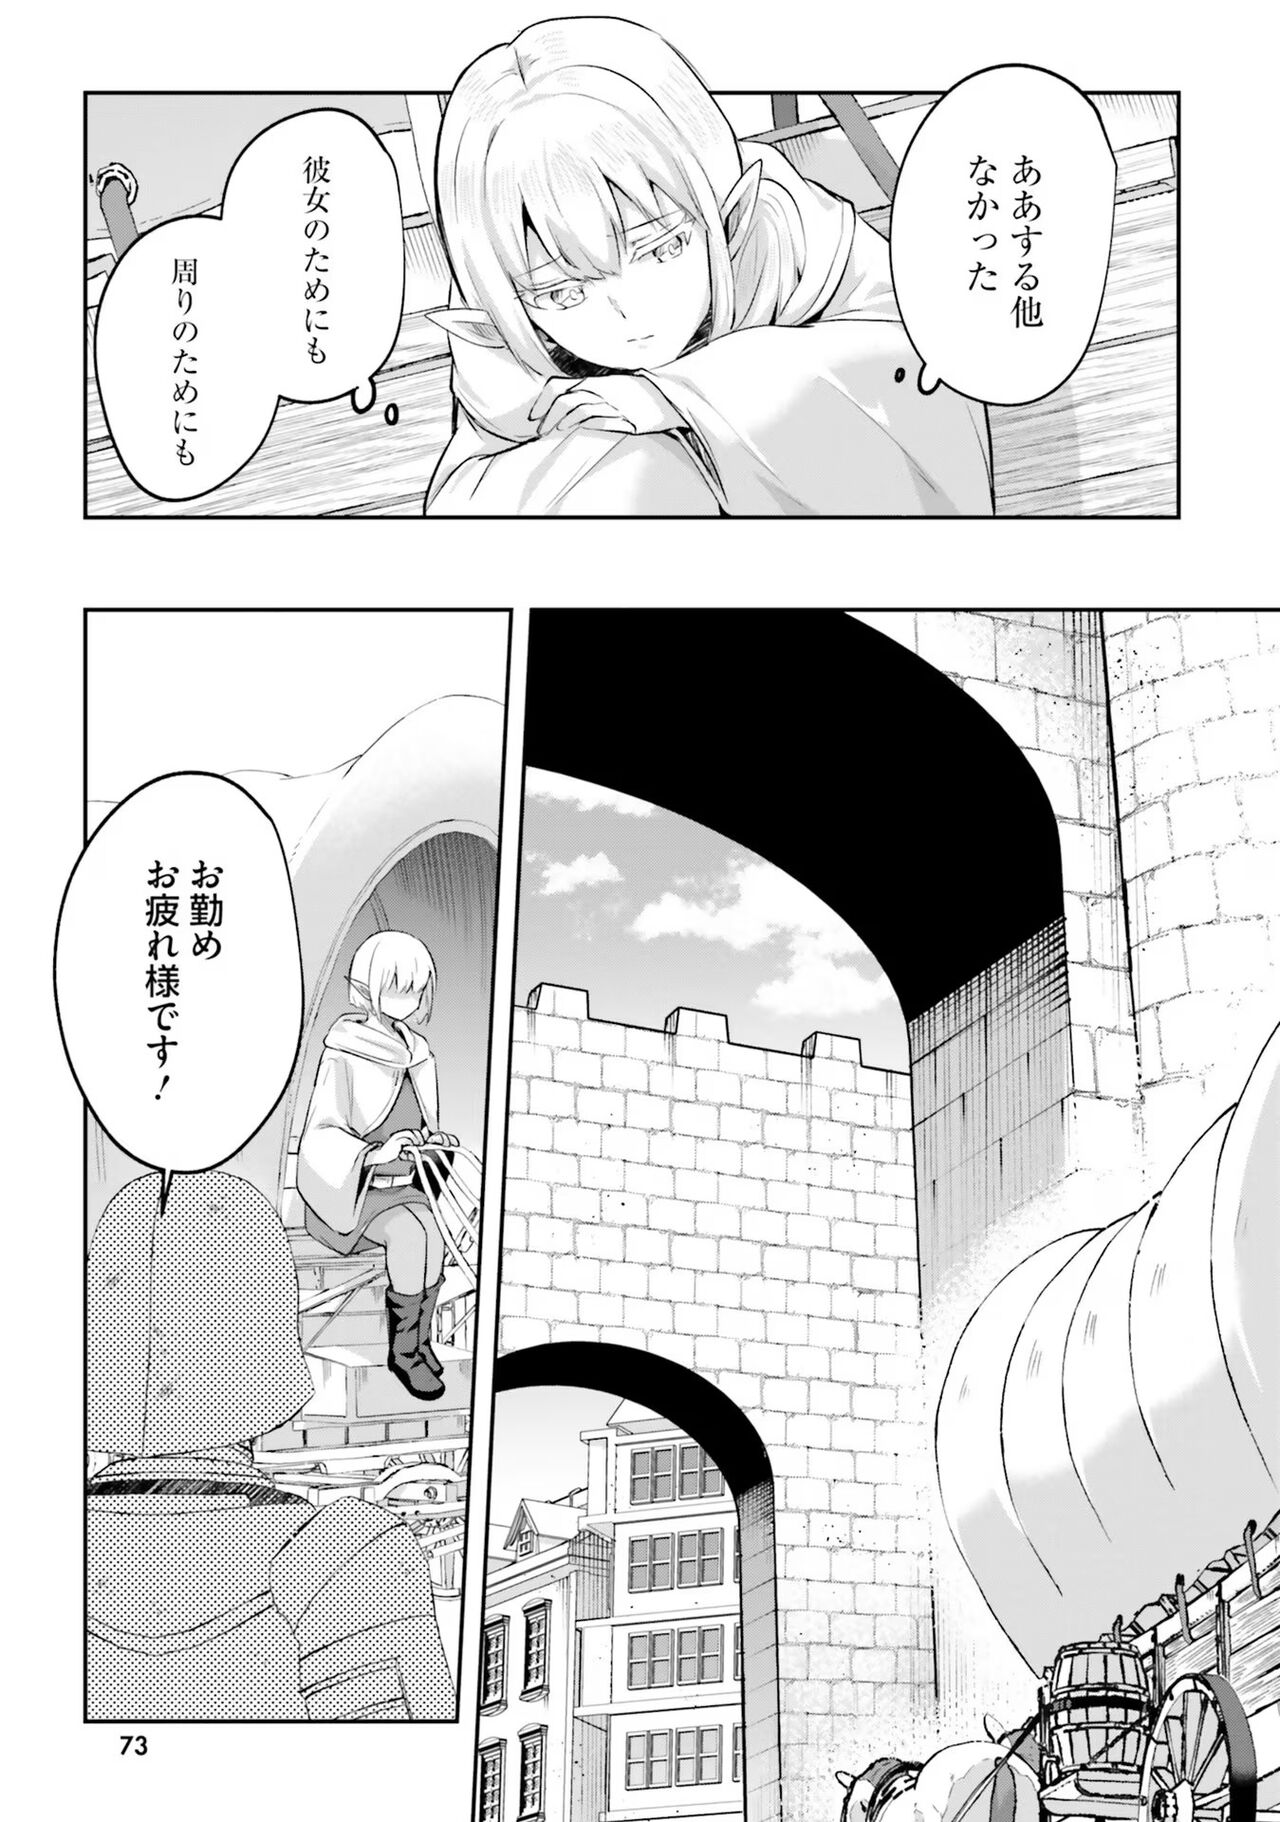 ああする他
なかった
彼女のためにも
周りのためにも
お勤め
お疲れ様です！
73